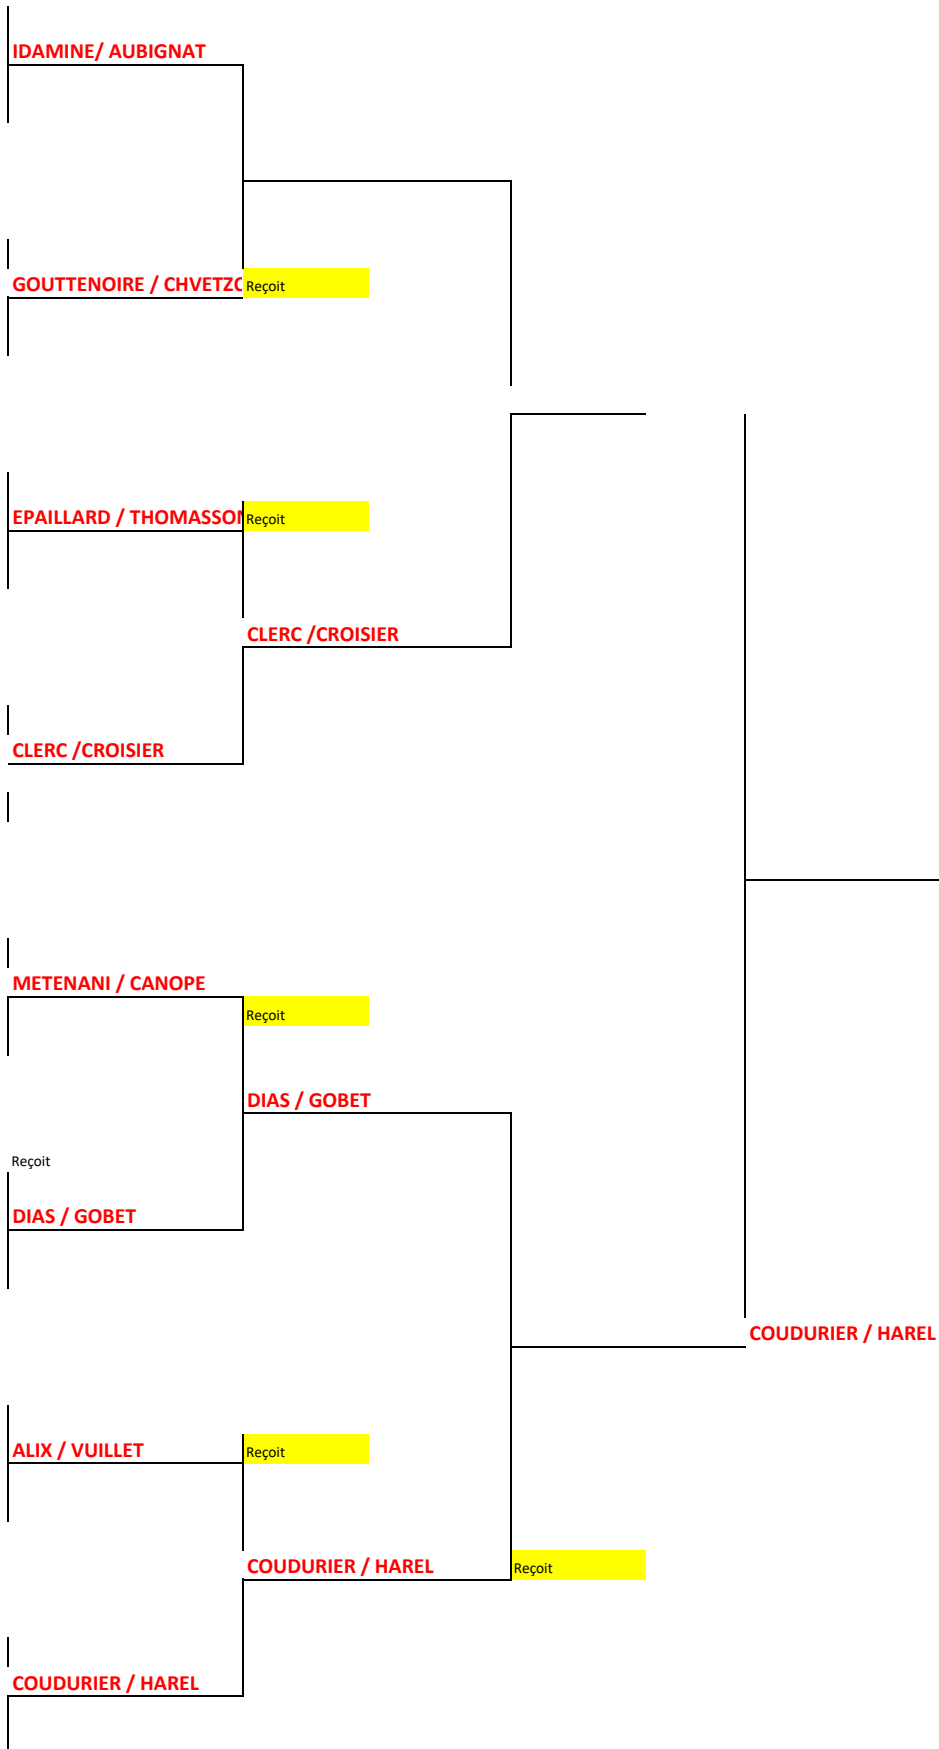 IDAMINE/ AUBIGNAT
GOUTTENOIRE / CHVETZO
Reçoit
EPAILLARD / THOMASSON
Reçoit
CLERC /CROISIER
CLERC /CROISIER
METENANI / CANOPE
Reçoit
DIAS / GOBET
Reçoit
DIAS / GOBET
COUDURIER / HAREL
ALIX / VUILLET
Reçoit
COUDURIER / HAREL
Reçoit
COUDURIER / HAREL